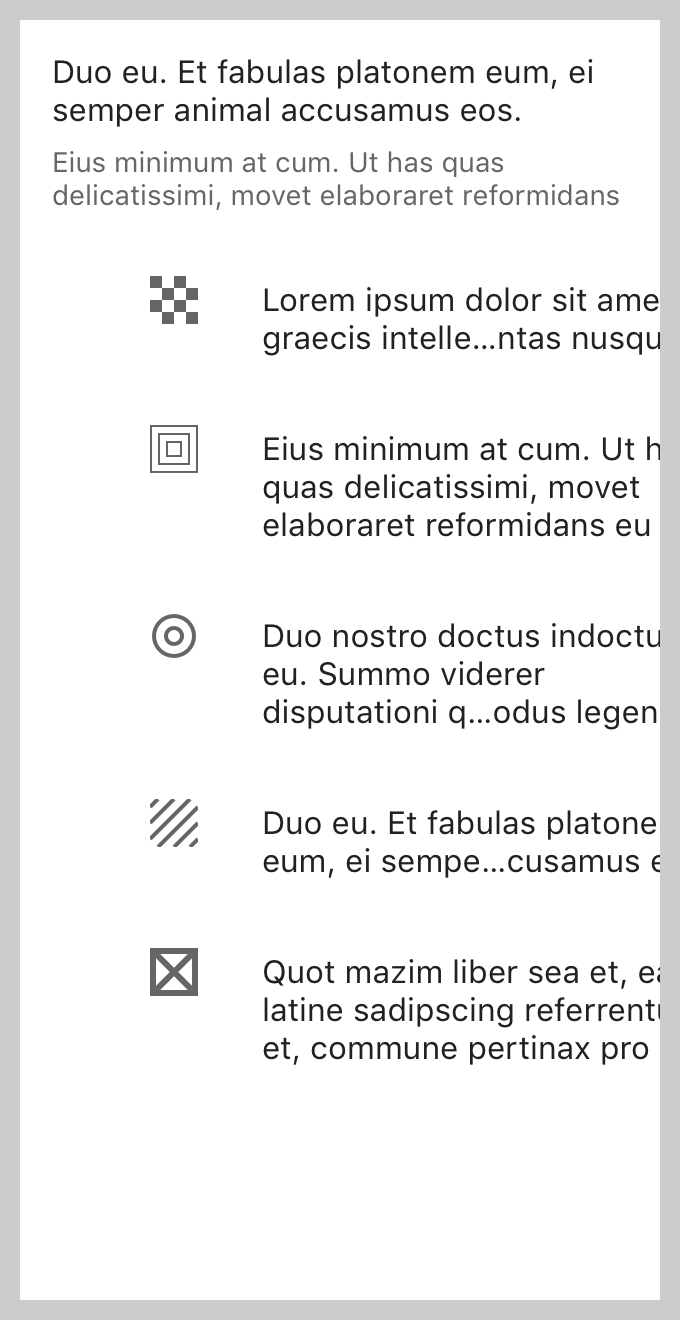 Duo eu. Et fabulas platonem eum, ei
semper animal accusamus eos.
Eius minimum at cum. Ut has quas
delicatissimi, movet elaboraret reformidans
Lorem ipsum dolor sit ame
graecis intelle...ntas nusqu
Eius minimum at cum. Ut h
quas delicatissimi, movet
elaboraret reformidans eu
Duo nostro doctus indoctu
eu. Summo viderer
disputationi q...odus legen
Duo eu. Et fabulas platone
eum, ei sempe...cusamus e
Quot mazim liber sea et, ea
latine sadipscing referrentu
et, commune pertinax pro